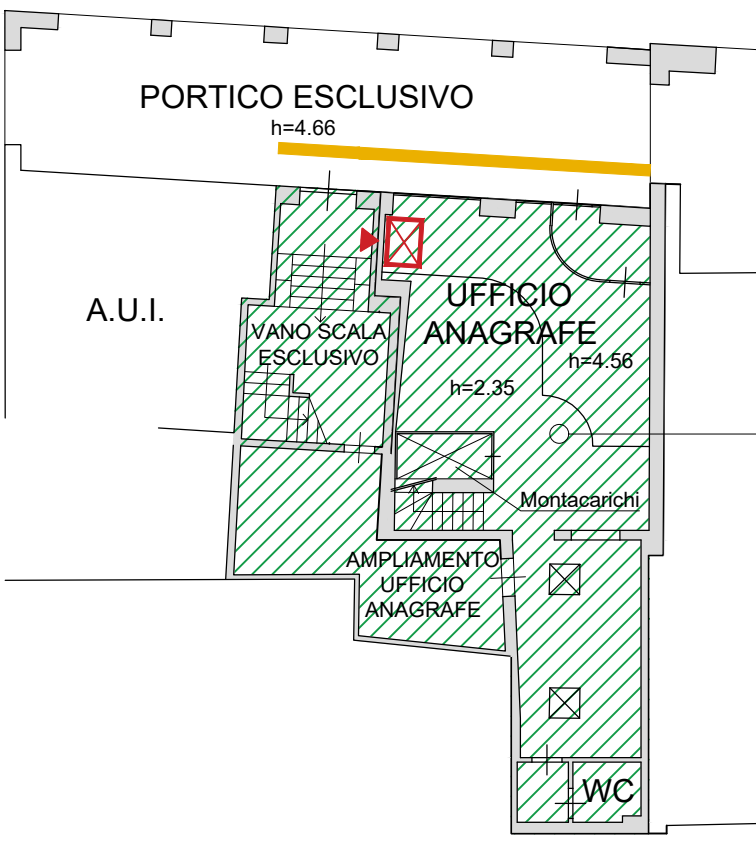 PORTICO ESCLUSIVO
h=4.66
A.U.I.
UFFICIO
ANAGRAFE
VANO SCALA
ESCLUSIVO
h=4.56
h=2.35
Montacarichi
AMPLIAMENTO
UFFICIO
ANAGRAFE
WC